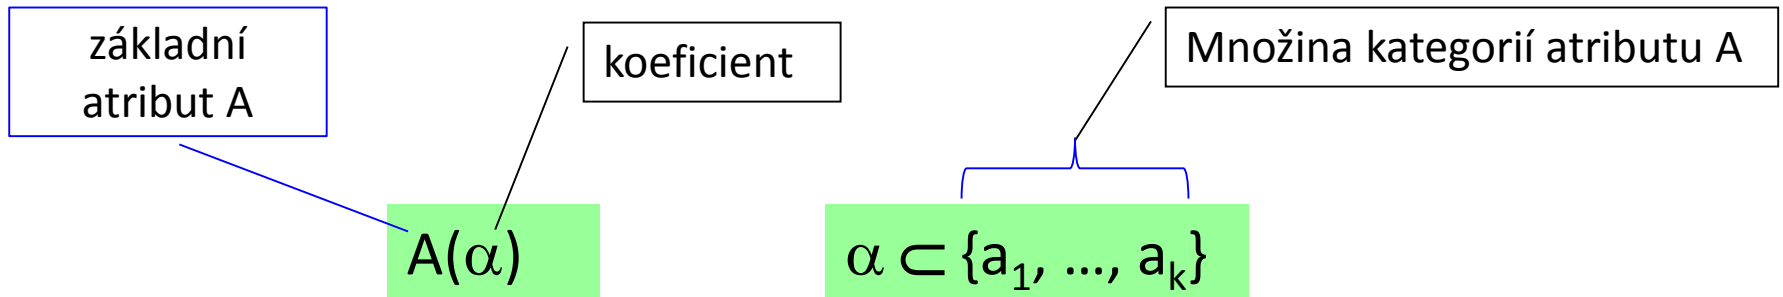 základní
atribut A
koeficient
Množina kategorií atributu A
A(α)
α ⊂ {a₁, …, aₖ}